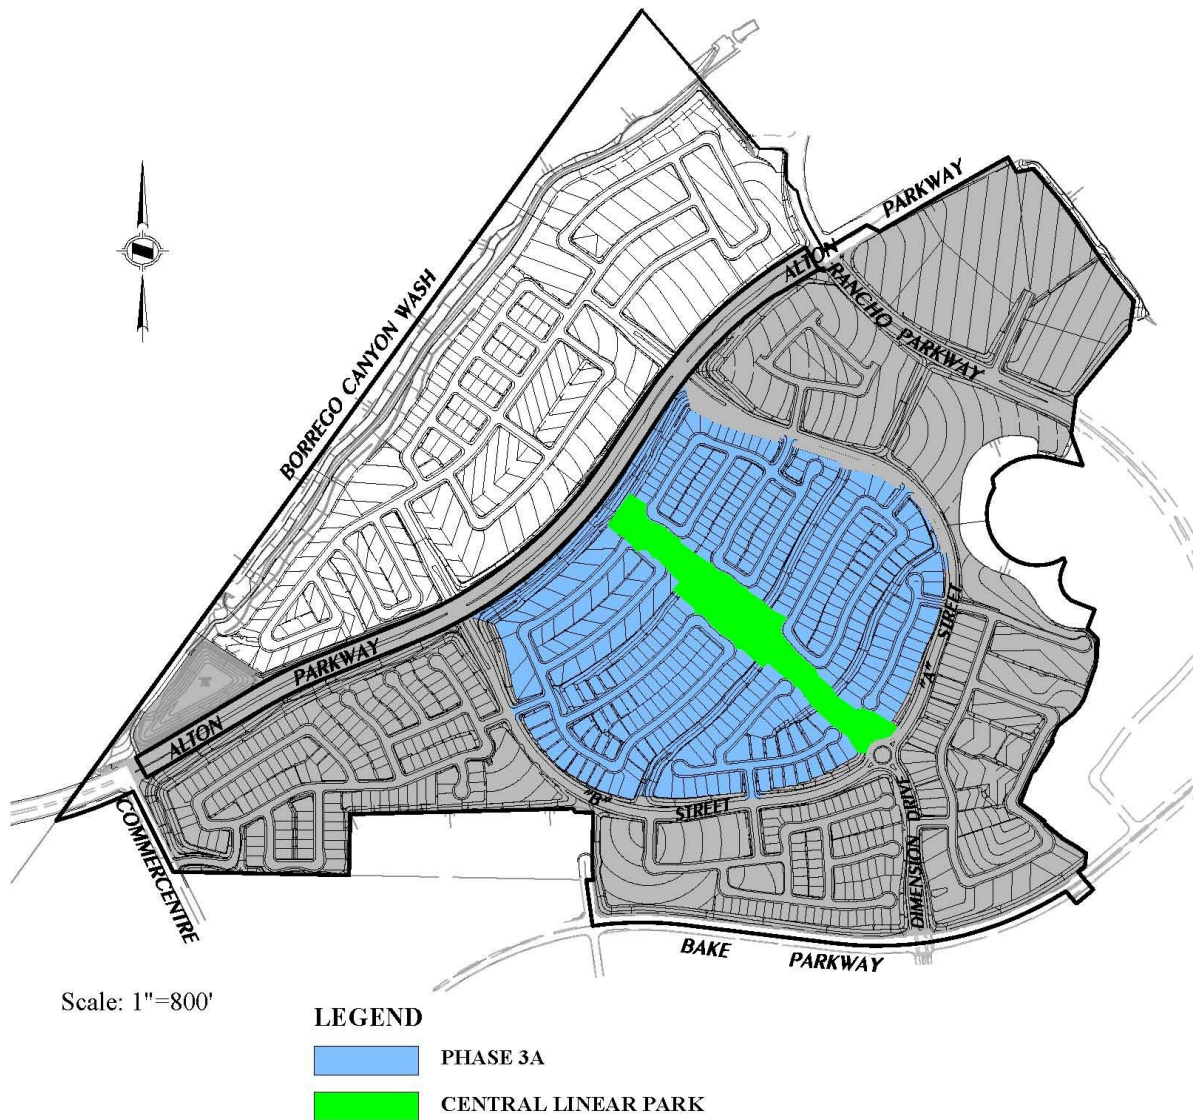 PARKWAY
ALTON
RANCHO PARKWAY
BORREGO CANYON WASH
STREET
"A"
PARKWAY
ALTON
"B"
STREET
DIMENSION DRIVE
COMMERCENTRE
BAKE PARKWAY
Scale: 1"=800'
LEGEND
PHASE 3A
CENTRAL LINEAR PARK